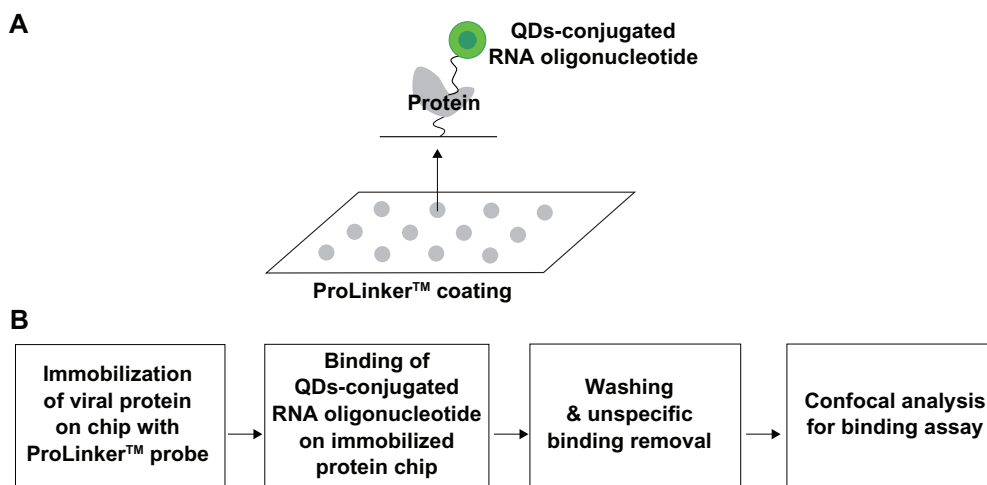 A
QDs-conjugated
RNA oligonucleotide
Protein
ProLinker™ coating
B
Immobilization
of viral protein
on chip with
ProLinker™ probe
Binding of
QDs-conjugated
RNA oligonucleotide
on immobilized
protein chip
Washing
& unspecific
binding removal
Confocal analysis
for binding assay